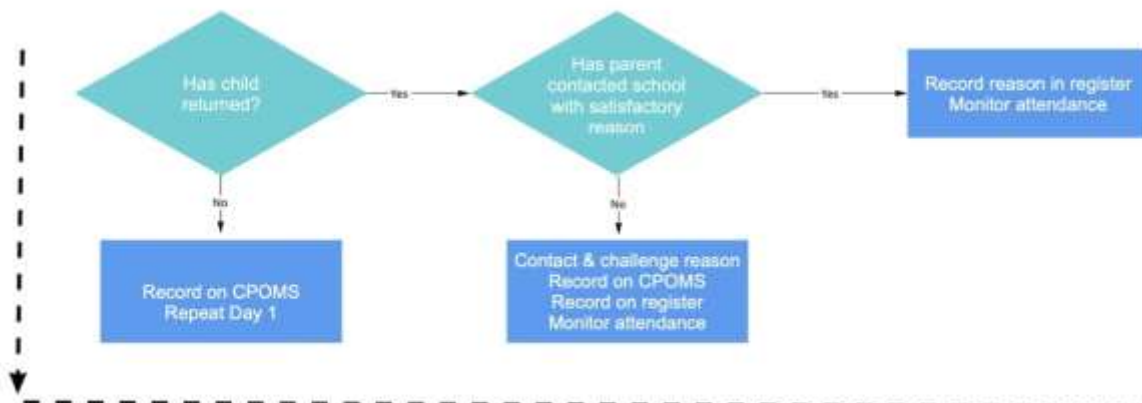 Has child
returned?
Yes
Has parent
contacted school
with satisfactory
reason
Yes
Record reason in register
Monitor attendance
No
No
Record on CPOMS
Repeat Day 1
Contact & challenge reason
Record on CPOMS
Record on register
Monitor attendance